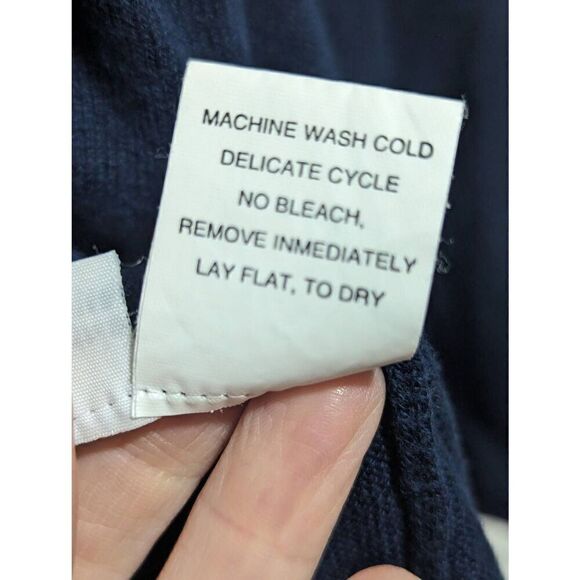 MACHINE WASH COLD
DELICATE CYCLE
NO BLEACH,
REMOVE INMEDIATELY
LAY FLAT, TO DRY